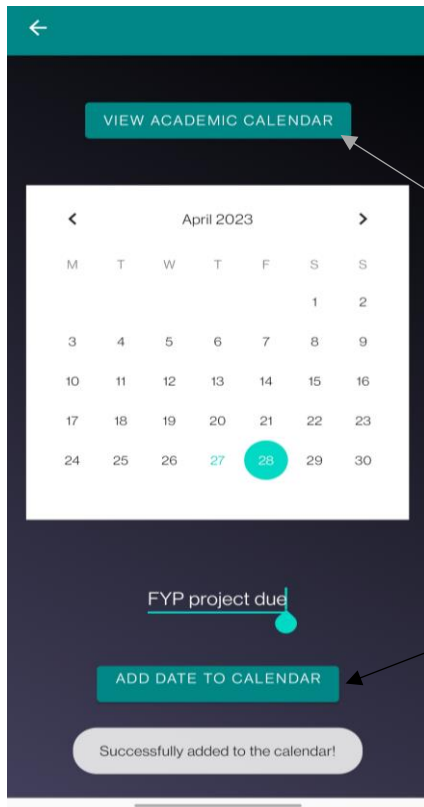 VIEW ACADEMIC CALENDAR
April 2023
M T W T F S S
1 2
3 4 5 6 7 8 9
10 11 12 13 14 15 16
17 18 19 20 21 22 23
24 25 26 27 28 29 30
FYP project due
ADD DATE TO CALENDAR
Successfully added to the calendar!